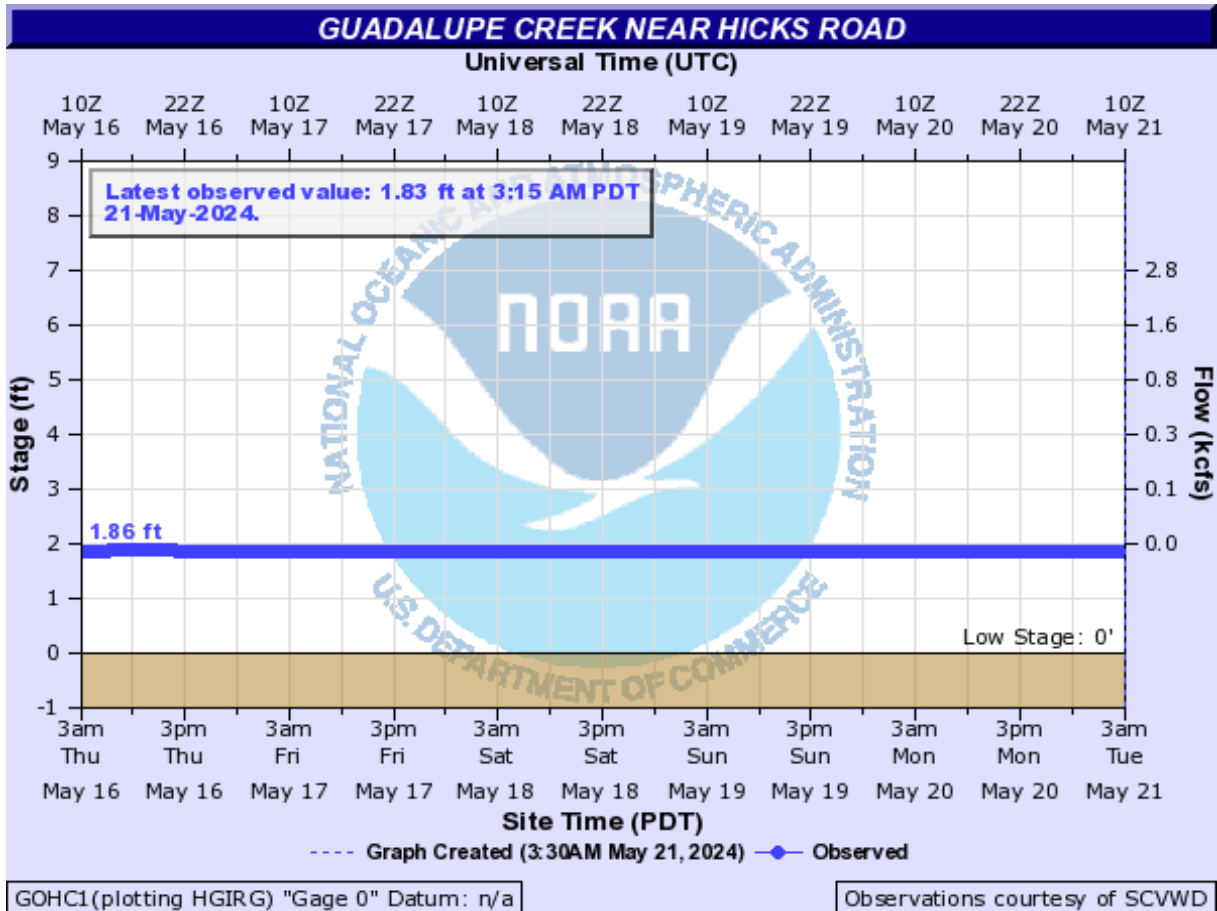 GUADALUPE CREEK NEAR HICKS ROAD
Universal Time (UTC)
10Z 22Z 10Z 22Z 10Z 22Z 10Z 22Z 10Z 22Z 10Z
May 16 May 16 May 17 May 17 May 18 May 18 May 19 May 19 May 20 May 20 May 21
Latest observed value: 1.83 ft at 3:15 AM PDT
21-May-2024.
Stage (ft)
9
8
7
6
5
4
3
2
1
0
-1
Flow (kcfs)
2.8
1.6
0.8
0.3
0.1
0.0
NATIONAL OCEANIC AND ATMOSPHERIC ADMINISTRATION
NOAA
U.S. DEPARTMENT OF COMMERCE
1.86 ft
Low Stage: 0'
3am 3pm 3am 3pm 3am 3pm 3am 3pm 3am 3pm 3am
Thu Thu Fri Fri Sat Sat Sun Sun Mon Mon Tue
May 16 May 16 May 17 May 17 May 18 May 18 May 19 May 19 May 20 May 20 May 21
Site Time (PDT)
Graph Created (3:30AM May 21, 2024) Observed
GOHC1(plotting HGIRG) "Gage 0" Datum: n/a
Observations courtesy of SCVWD